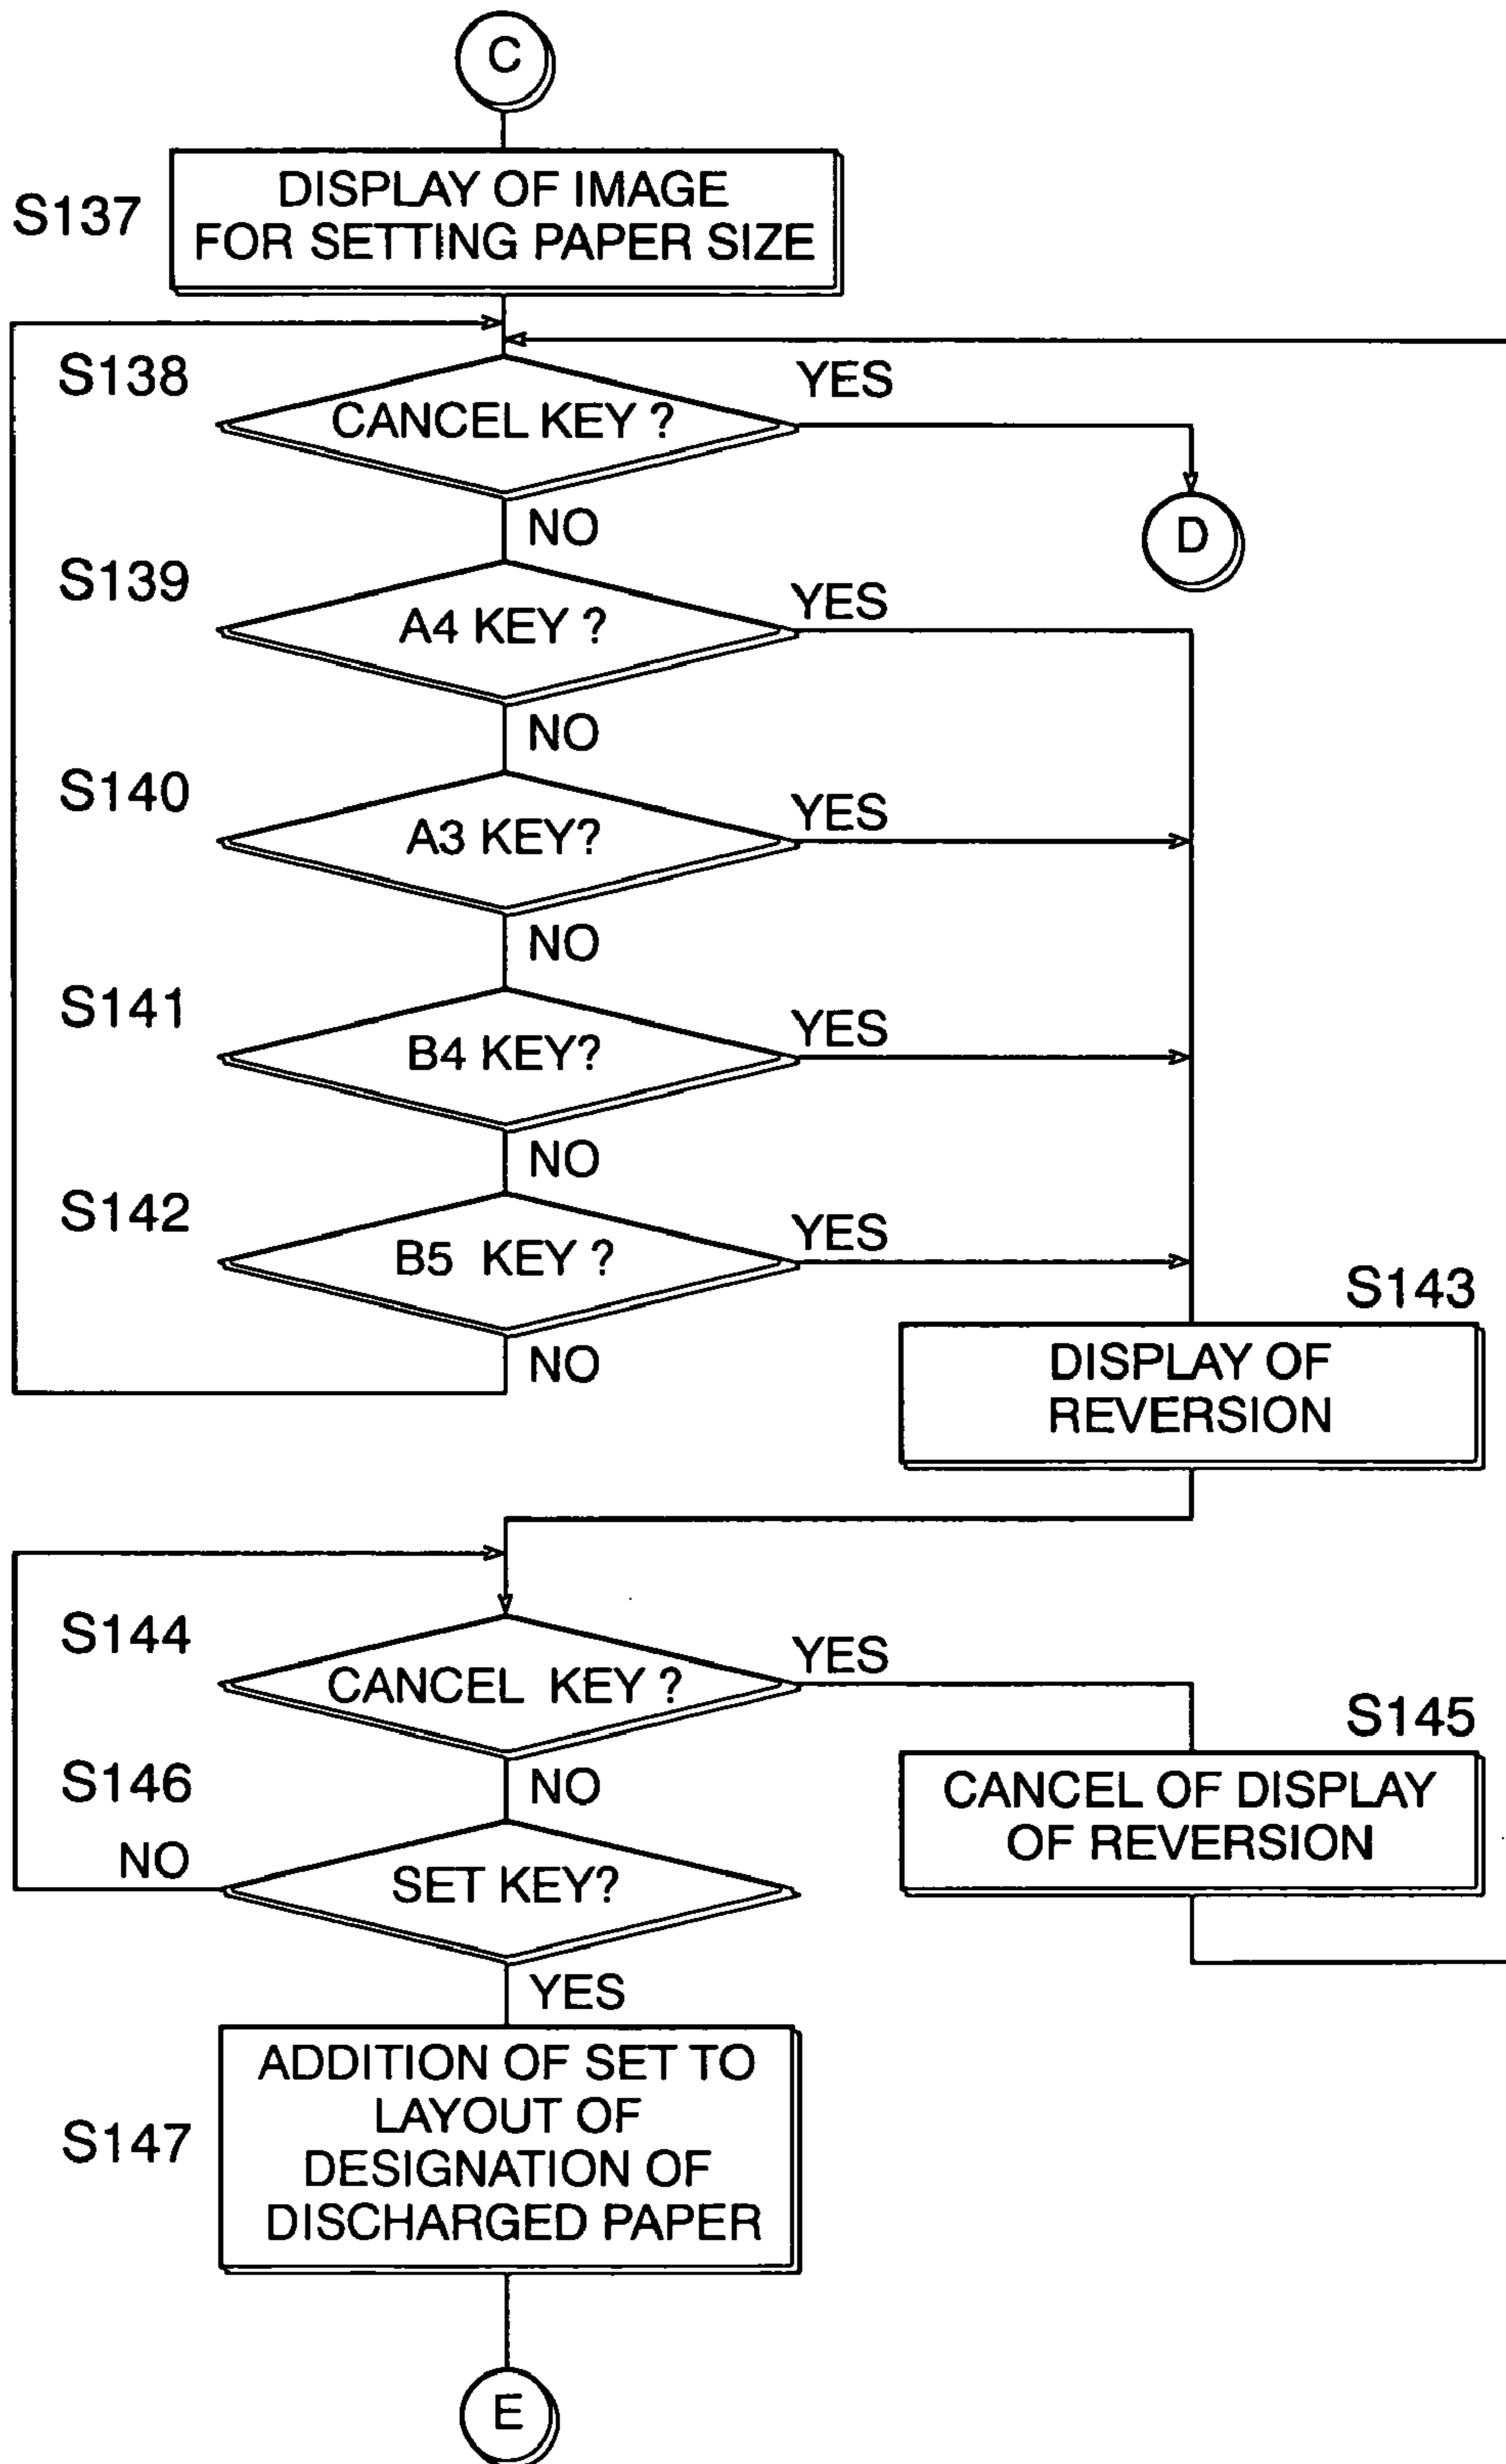 C
S137
DISPLAY OF IMAGE
FOR SETTING PAPER SIZE
S138
CANCEL KEY ?
YES
D
NO
S139
A4 KEY ?
YES
NO
S140
A3 KEY?
YES
NO
S141
B4 KEY?
YES
NO
S142
B5 KEY ?
YES
NO
S143
DISPLAY OF
REVERSION
S144
CANCEL KEY ?
YES
NO
S145
CANCEL OF DISPLAY
OF REVERSION
S146
NO
SET KEY?
YES
S147
ADDITION OF SET TO
LAYOUT OF
DESIGNATION OF
DISCHARGED PAPER
E